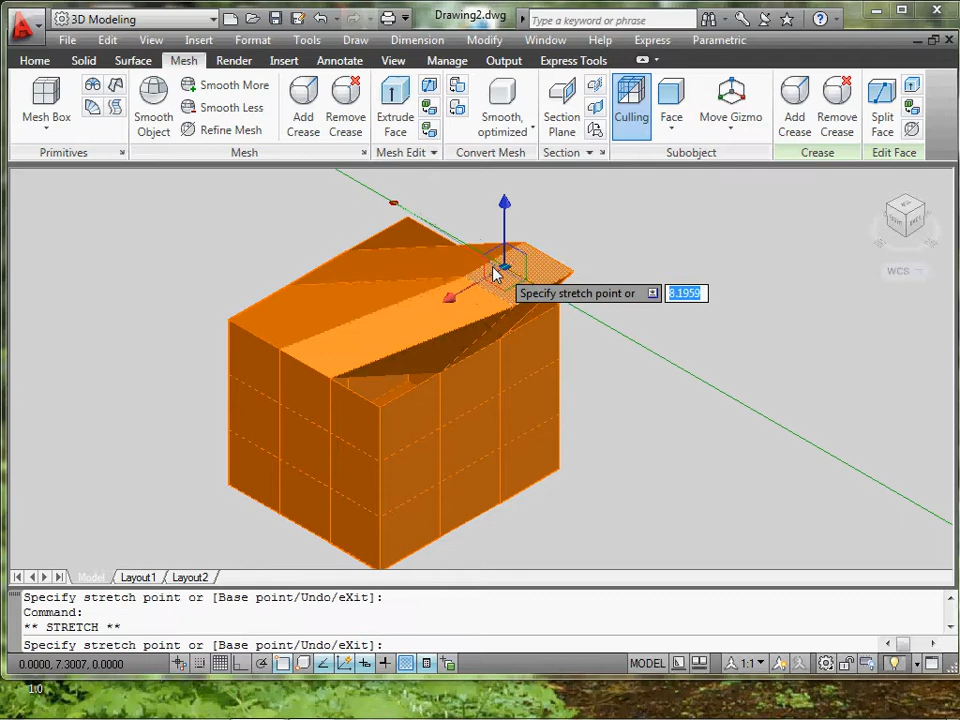 3D Modeling
Drawing2.dwg
Type a keyword or phrase
File Edit View Insert Format Tools Draw Dimension Modify Window Help Express Parametric
Home Solid Surface Mesh Render Insert Annotate View Manage Output Express Tools
Mesh Box
Smooth Object
Smooth More
Smooth Less
Refine Mesh
Add Crease
Remove Crease
Extrude Face
Smooth, optimized
Section Plane
Culling
Face
Move Gizmo
Add Crease
Remove Crease
Split Face
Primitives Mesh Mesh Edit Convert Mesh Section Subobject Crease Edit Face
WCS
Specify stretch point or 8.1959
Model Layout1 Layout2
Specify stretch point or [Base point/Undo/eXit]:
Command:
** STRETCH **
Specify stretch point or [Base point/Undo/eXit]:
0.0000, 7.3007, 0.0000
MODEL
1:1